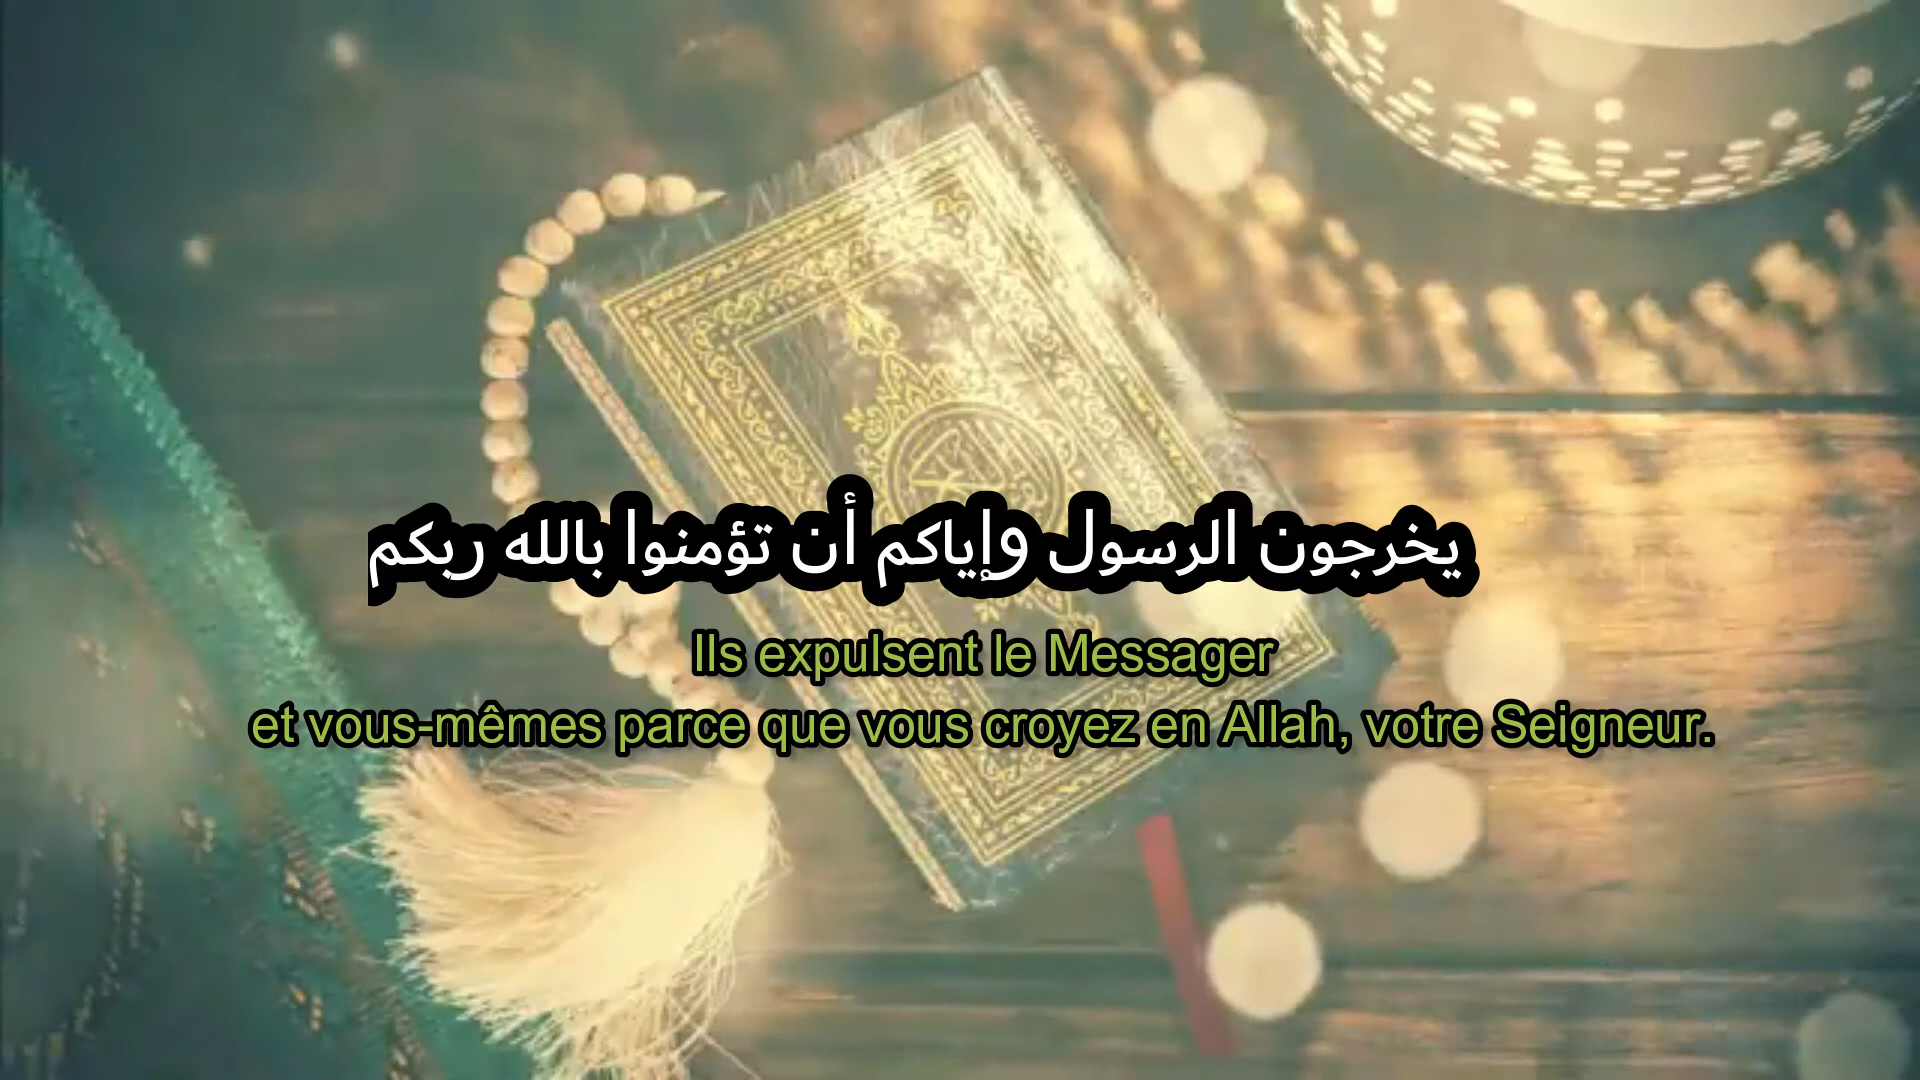 يخرجون الرسول وإياكم أن تؤمنوا بالله ربكم
Ils expulsent le Messager
et vous-mêmes parce que vous croyez en Allah, votre Seigneur.